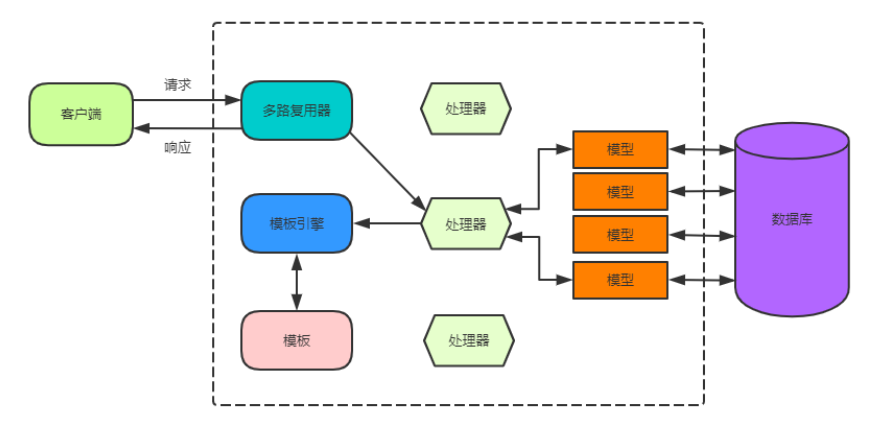 请求
客户端
多路复用器
处理器
响应
模型
模型
模板引擎
处理器
数据库
模型
模型
模板
处理器